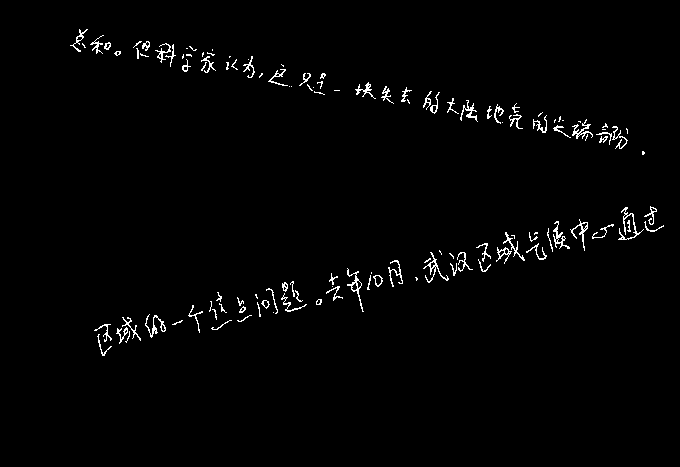 总和。但科学家认为,这只是一块失去的大陆地壳的尖端部分.
区域的一个焦点问题。去年10月,武汉区域气候中心通过